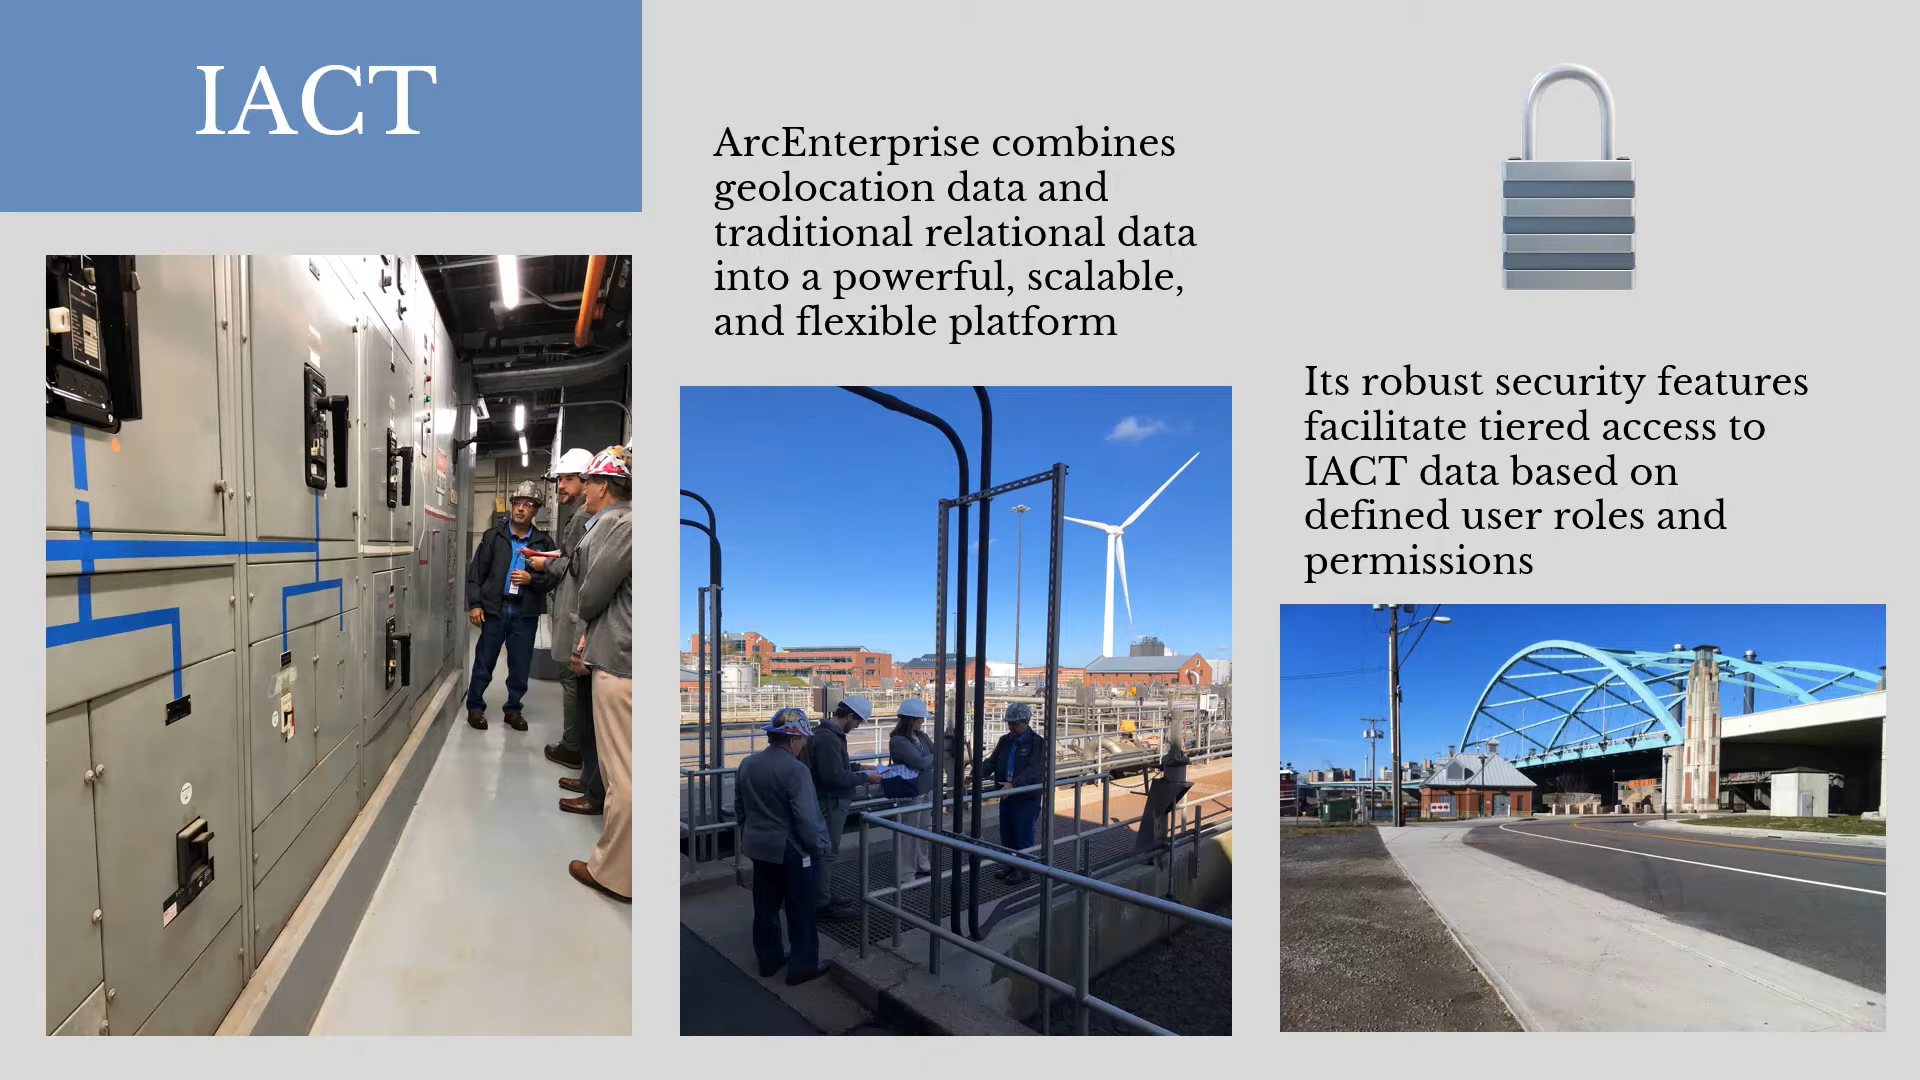 IACT
ArcEnterprise combines
geolocation data and
traditional relational data
into a powerful, scalable,
and flexible platform
Its robust security features
facilitate tiered access to
IACT data based on
defined user roles and
permissions